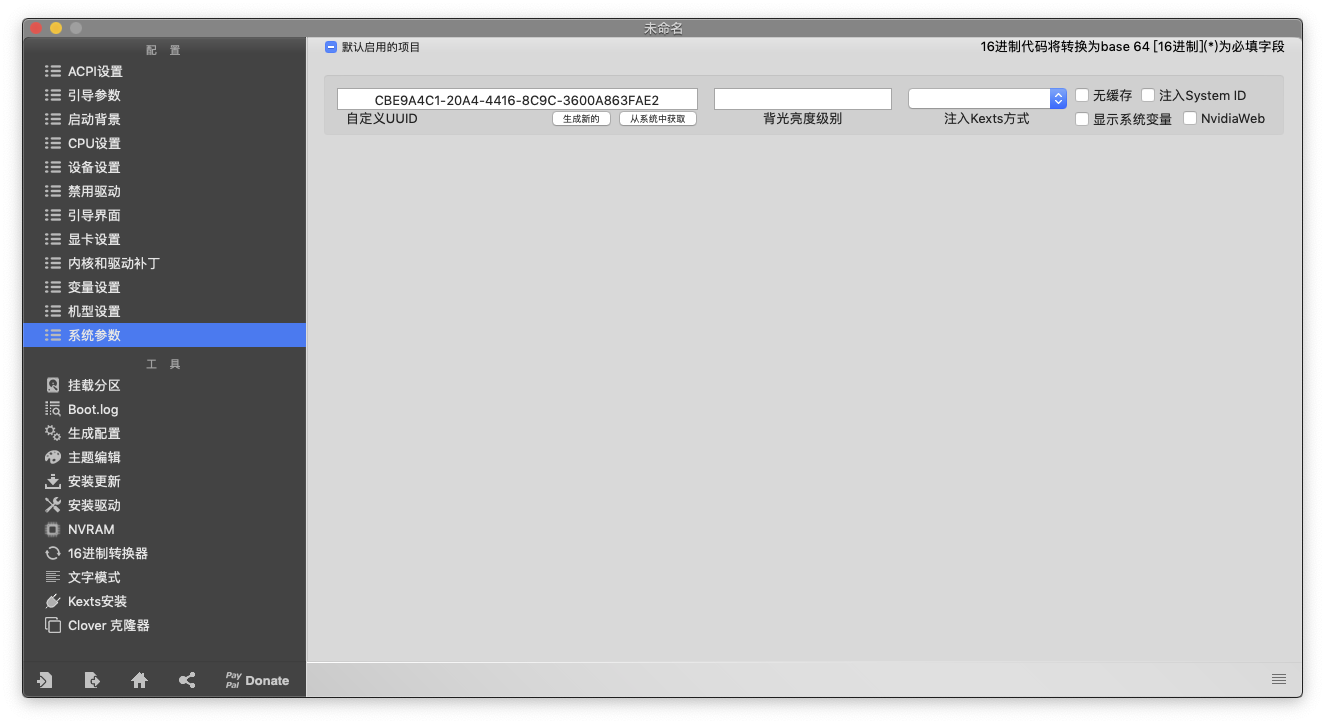 未命名
配 置
ACPI设置
引导参数
启动背景
CPU设置
设备设置
禁用驱动
引导界面
显卡设置
内核和驱动补丁
变量设置
机型设置
系统参数
工 具
挂载分区
Boot.log
生成配置
主题编辑
安装更新
安装驱动
NVRAM
16进制转换器
文字模式
Kexts安装
Clover 克隆器
Pay Pal Donate
默认启用的项目
16进制代码将转换为base 64 [16进制](*)为必填字段
CBE9A4C1-20A4-4416-8C9C-3600A863FAE2
无缓存 注入System ID
自定义UUID 生成新的 从系统中获取 背光亮度级别 注入Kexts方式 显示系统变量 NvidiaWeb